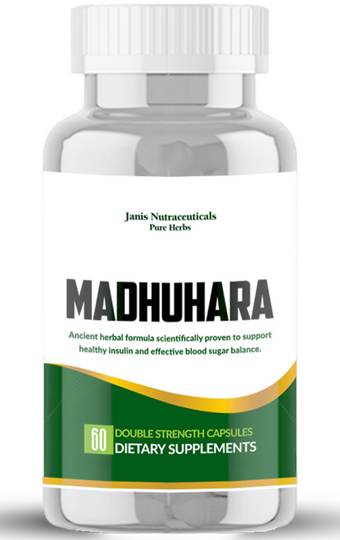 Janis Nutraceuticals
Pure Herbs
MADHUHARA
Ancient herbal formula scientifically proven to support
healthy insulin and effective blood sugar balance.
60 DOUBLE STRENGTH CAPSULES
DIETARY SUPPLEMENTS